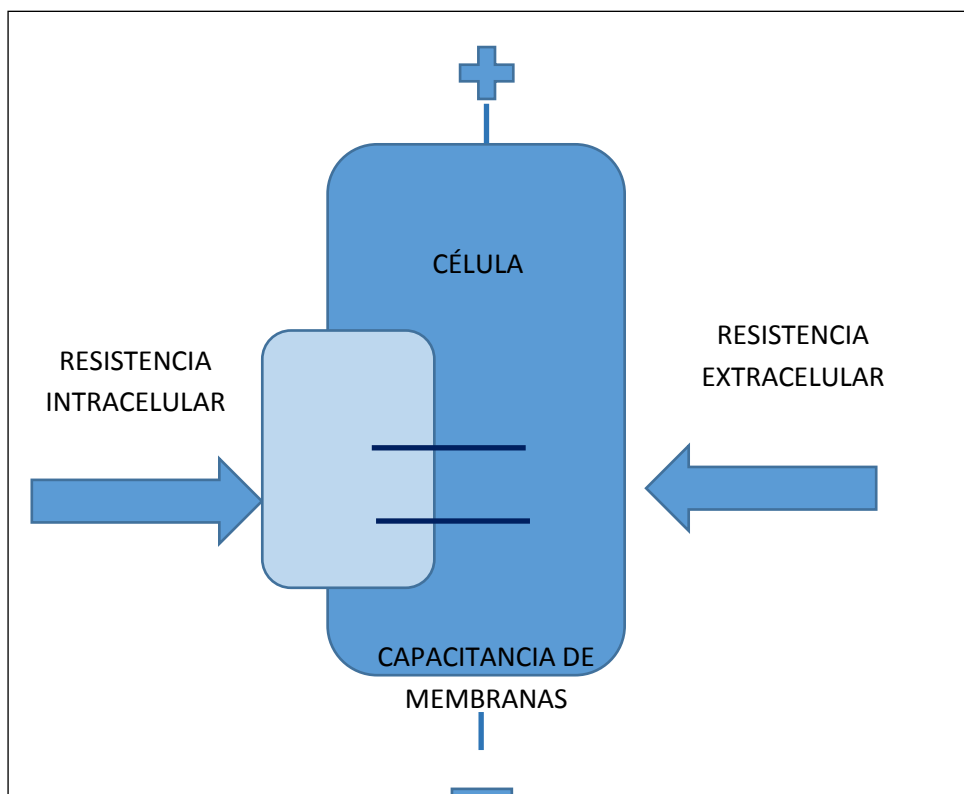 CÉLULA
RESISTENCIA
INTRACELULAR
RESISTENCIA
EXTRACELULAR
CAPACITANCIA DE
MEMBRANAS